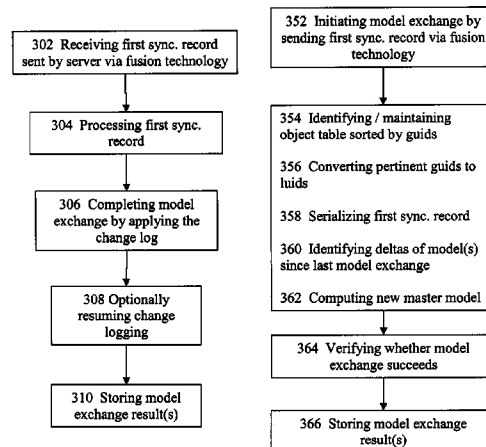 302 Receiving first sync. record
sent by server via fusion technology
304 Processing first sync.
record
306 Completing model
exchange by applying the
change log
308 Optionally
resuming change
logging
310 Storing model
exchange result(s)
352 Initiating model exchange by
sending first sync. record via fusion
technology
354 Identifying / maintaining
object table sorted by guids
356 Converting pertinent guids to
luids
358 Serializing first sync. record
360 Identifying deltas of model(s)
since last model exchange
362 Computing new master model
364 Verifying whether model
exchange succeeds
366 Storing model exchange
result(s)